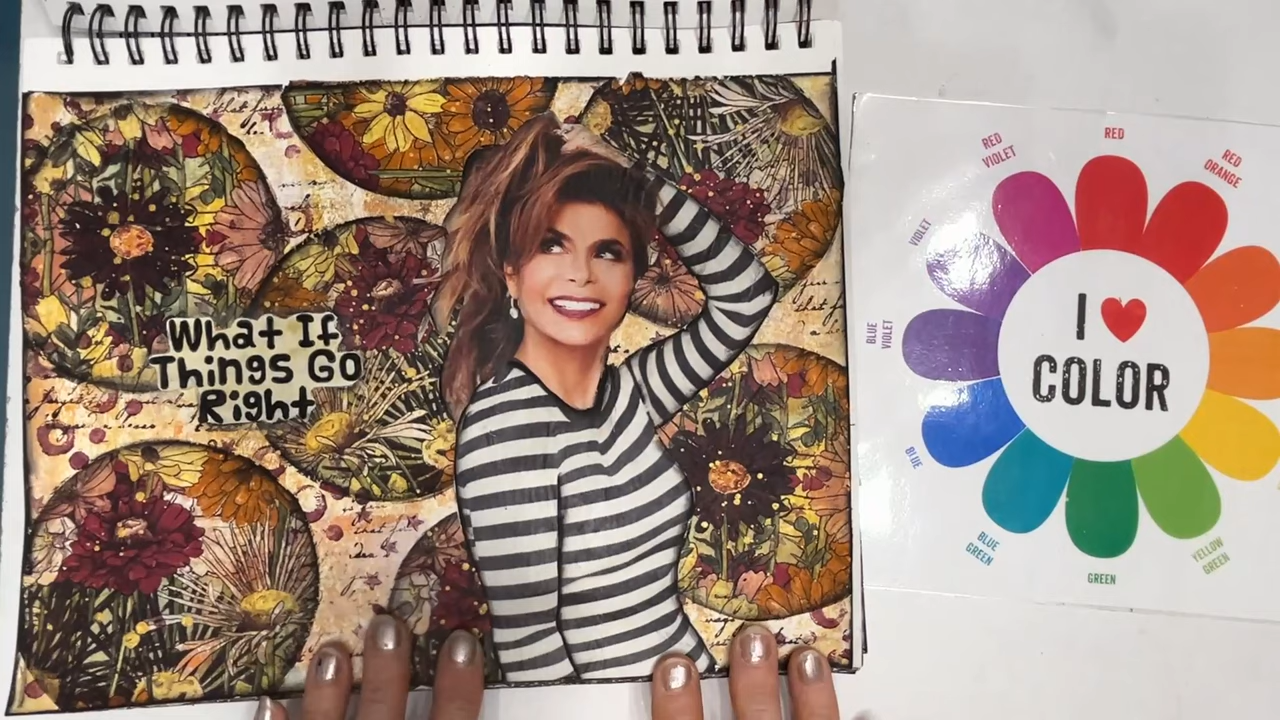 What If
Things Go
Right
RED
VIOLET
RED
RED
ORANGE
VIOLET
BLUE
VIOLET
BLUE
BLUE
GREEN
GREEN
YELLOW
GREEN
I ♥
COLOR